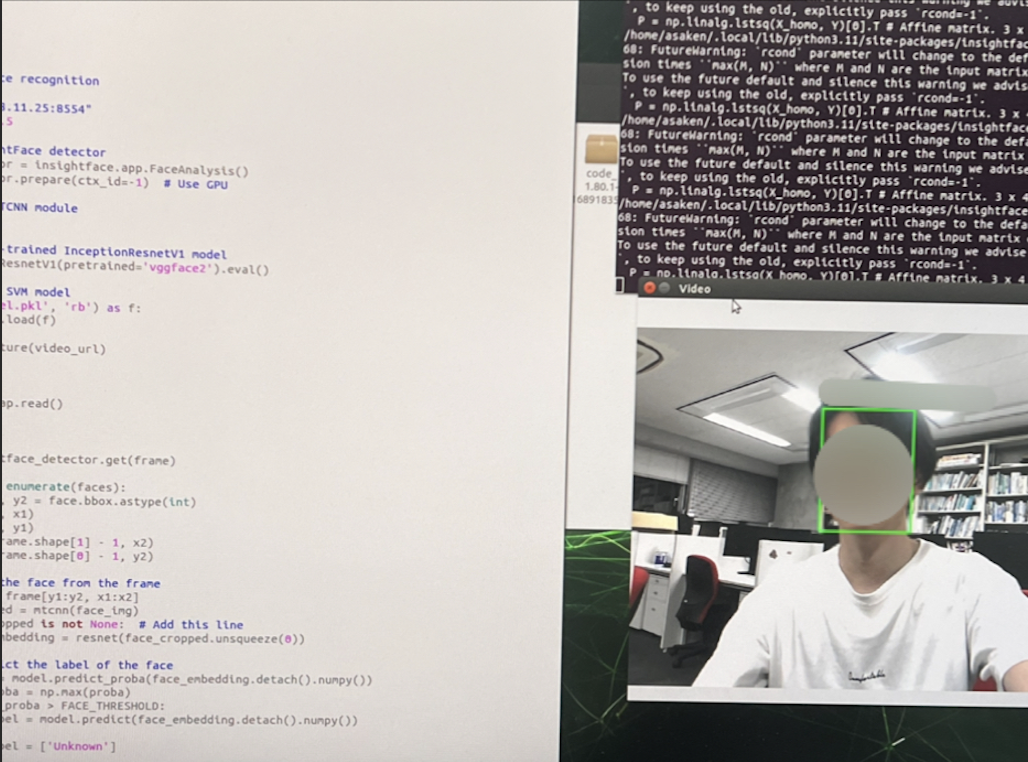 ce recognition
3.11.25:8554"
.5
htFace detector
or = insightface.app.FaceAnalysis()
or.prepare(ctx_id=-1)  # Use GPU
TCNN module
-trained InceptionResnetV1 model
ResnetV1(pretrained='vggface2').eval()
SVM model
el.pkl', 'rb') as f:
.load(f)
ture(video_url)
ap.read()
tface_detector.get(frame)
enumerate(faces):
, y2 = face.bbox.astype(int)
, x1)
, y1)
rame.shape[1] - 1, x2)
rame.shape[0] - 1, y2)
the face from the frame
frame[y1:y2, x1:x2]
ed = mtcnn(face_img)
opped is not None:  # Add this line
mbedding = resnet(face_cropped.unsqueeze(0))
ict the label of the face
= model.predict_proba(face_embedding.detach().numpy())
oba = np.max(proba)
_proba > FACE_THRESHOLD:
bel = model.predict(face_embedding.detach().numpy())
bel = ['Unknown']
code_
1.80.1-
6891835
`, to keep using the old, explicitly pass `rcond=-1`.
P = np.linalg.lstsq(X_homo, Y)[0].T # Affine matrix. 3 x
/home/asaken/.local/lib/python3.11/site-packages/insightfac
68: FutureWarning: `rcond` parameter will change to the def
sion times ``max(M, N)`` where M and N are the input matrix
To use the future default and silence this warning we advis
`, to keep using the old, explicitly pass `rcond=-1`.
P = np.linalg.lstsq(X_homo, Y)[0].T # Affine matrix. 3 x
/home/asaken/.local/lib/python3.11/site-packages/insightfac
68: FutureWarning: `rcond` parameter will change to the defa
sion times ``max(M, N)`` where M and N are the input matrix
To use the future default and silence this warning we advise
`, to keep using the old, explicitly pass `rcond=-1`.
P = np.linalg.lstsq(X_homo, Y)[0].T # Affine matrix. 3 x 4
/home/asaken/.local/lib/python3.11/site-packages/insightface
68: FutureWarning: `rcond` parameter will change to the defa
sion times ``max(M, N)`` where M and N are the input matrix
To use the future default and silence this warning we advise
`, to keep using the old, explicitly pass `rcond=-1`.
P = np.linalg.lstsq(X_homo, Y)[0].T # Affine matrix. 3 x 4
Video